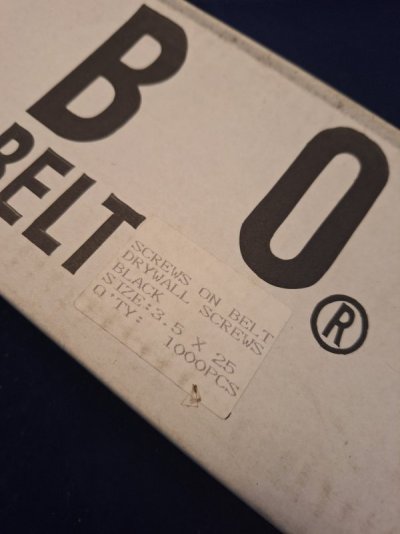 B O ®
BELT
SCREWS ON BELT
DRYWALL SCREWS
BLACK
SIZE:3.5 X 25
Q'TY: 1000PCS